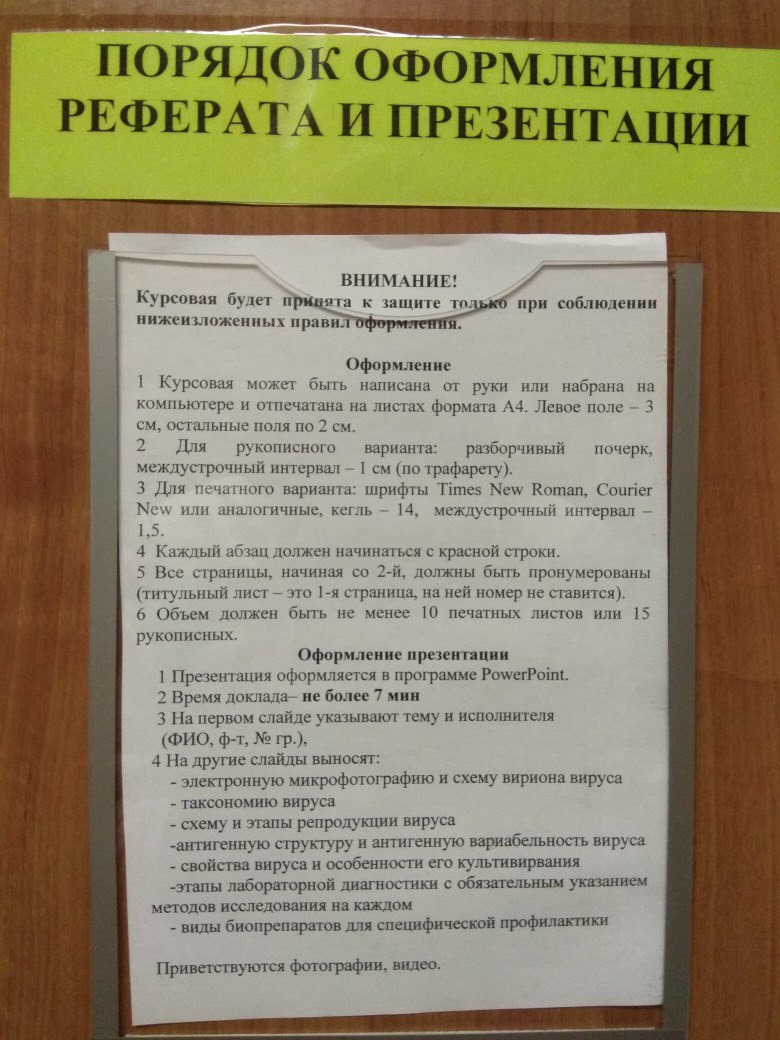 ПОРЯДОК ОФОРМЛЕНИЯ
РЕФЕРАТА И ПРЕЗЕНТАЦИИ
ВНИМАНИЕ!
Курсовая будет принята к защите только при соблюдении
нижеизложенных правил оформления.
Оформление
1 Курсовая может быть написана от руки или набрана на
компьютере и отпечатана на листах формата А4. Левое поле – 3
см, остальные поля по 2 см.
2 Для рукописного варианта: разборчивый почерк,
междустрочный интервал – 1 см (по трафарету).
3 Для печатного варианта: шрифты Times New Roman, Courier
New или аналогичные, кегль – 14, междустрочный интервал –
1,5.
4 Каждый абзац должен начинаться с красной строки.
5 Все страницы, начиная со 2-й, должны быть пронумерованы
(титульный лист – это 1-я страница, на ней номер не ставится).
6 Объем должен быть не менее 10 печатных листов или 15
рукописных.
Оформление презентации
1 Презентация оформляется в программе PowerPoint.
2 Время доклада– не более 7 мин
3 На первом слайде указывают тему и исполнителя
(ФИО, ф-т, № гр.),
4 На другие слайды выносят:
- электронную микрофотографию и схему вириона вируса
- таксономию вируса
- схему и этапы репродукции вируса
-антигенную структуру и антигенную вариабельность вируса
- свойства вируса и особенности его культивирвания
-этапы лабораторной диагностики с обязательным указанием
методов исследования на каждом
- виды биопрепаратов для специфической профилактики
Приветствуются фотографии, видео.